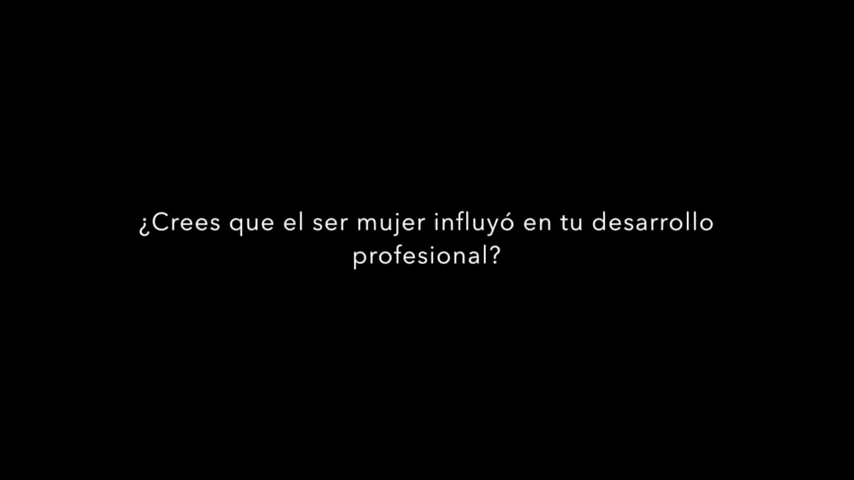 ¿Crees que el ser mujer influyó en tu desarrollo
profesional?